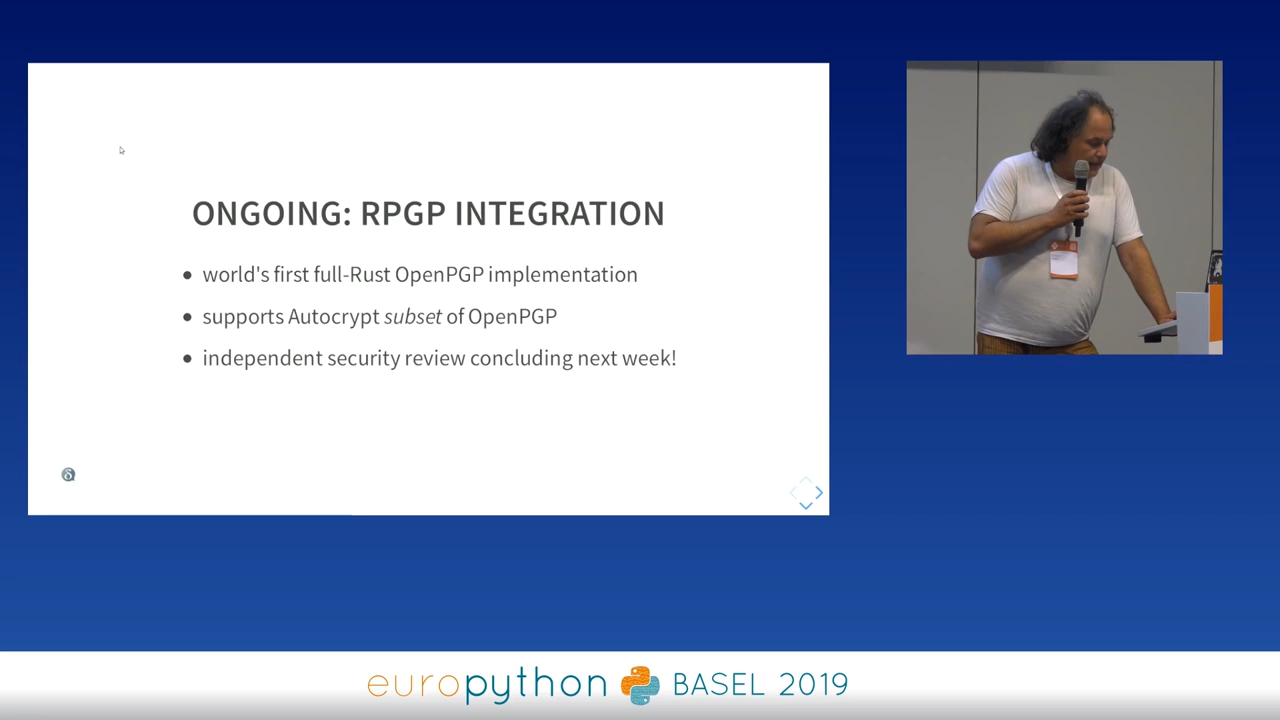 ONGOING: RPGP INTEGRATION
world's first full-Rust OpenPGP implementation
supports Autocrypt subset of OpenPGP
independent security review concluding next week!
europython BASEL 2019